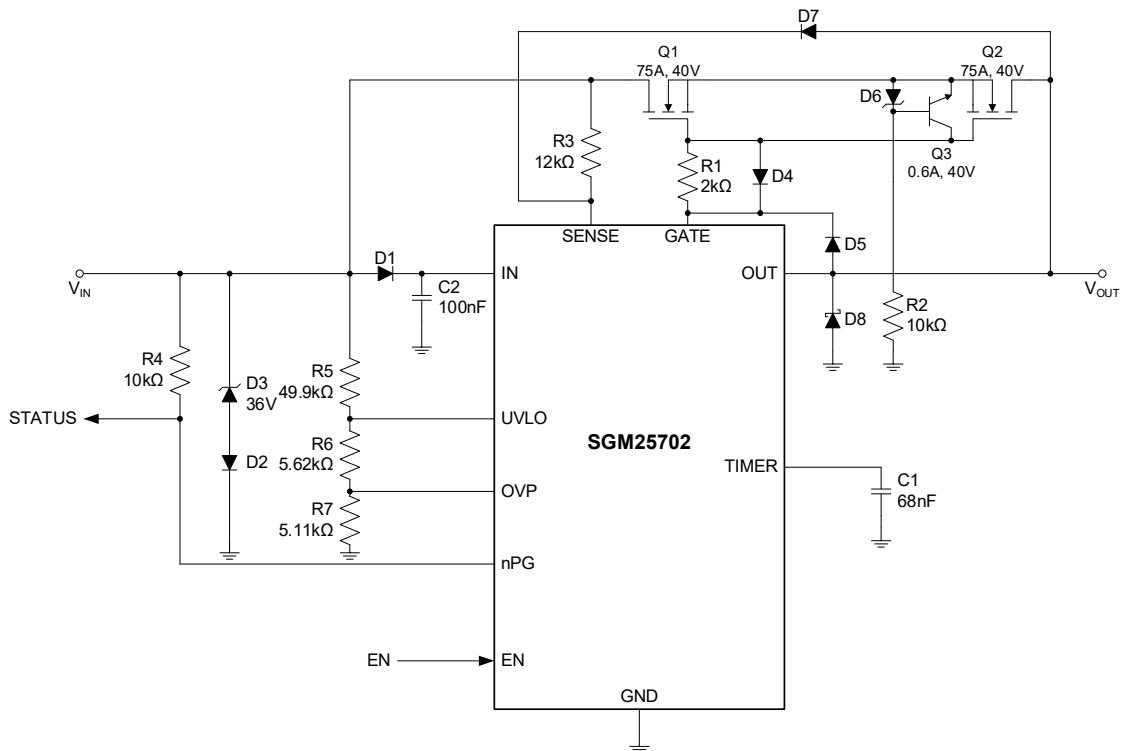 D7
Q1
75A, 40V
Q2
75A, 40V
D6
R3
12kΩ
R1
2kΩ
D4
Q3
0.6A, 40V
SENSE
GATE
D5
D1
IN
OUT
VIN
VOUT
C2
100nF
D8
R2
10kΩ
R4
10kΩ
D3
36V
R5
49.9kΩ
STATUS
UVLO
SGM25702
R6
5.62kΩ
D2
TIMER
C1
68nF
OVP
R7
5.11kΩ
nPG
EN
EN
GND